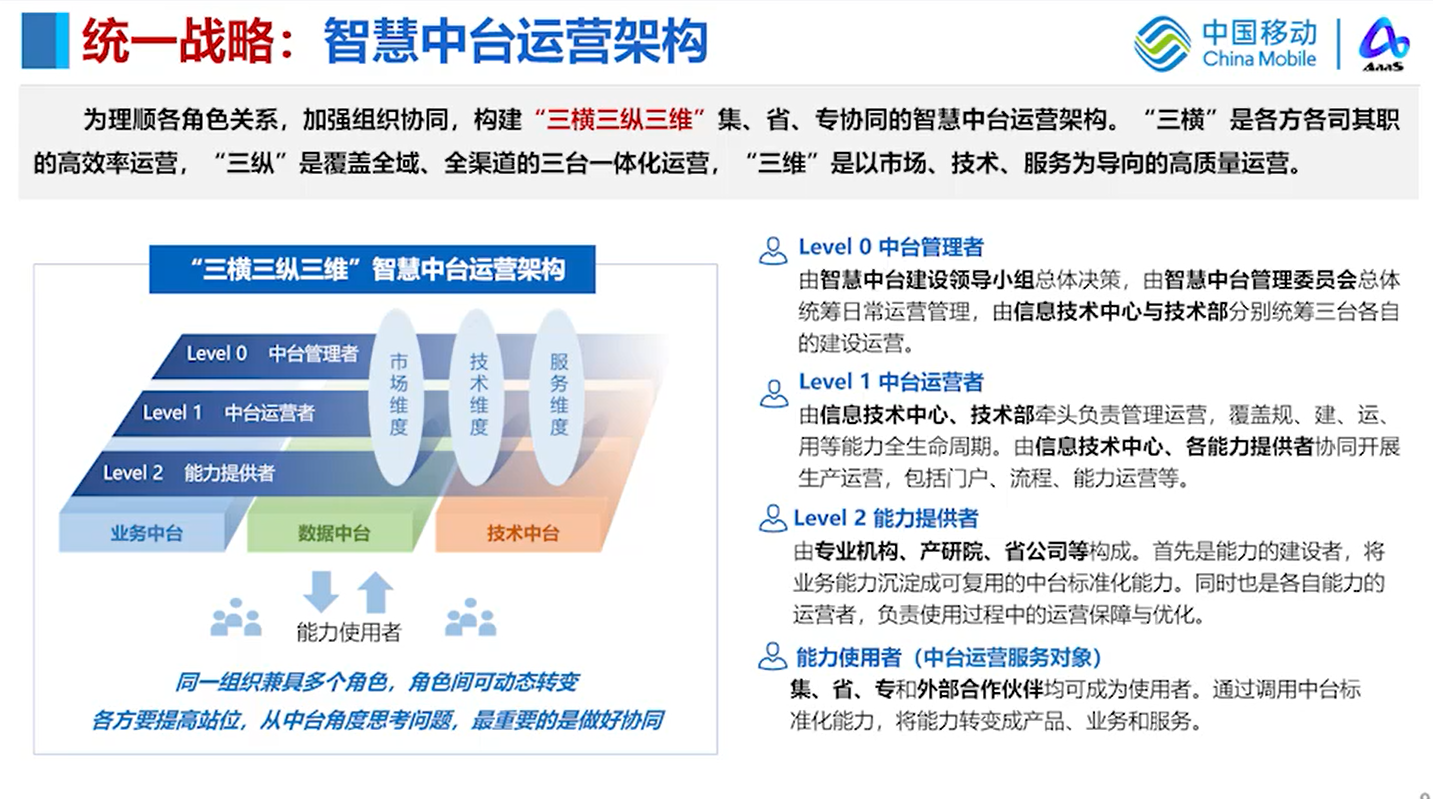 统一战略：智慧中台运营架构
中国移动
China Mobile
AaaS
为理顺各角色关系，加强组织协同，构建“三横三纵三维”集、省、专协同的智慧中台运营架构。“三横”是各方各司其职
的高效率运营，“三纵”是覆盖全域、全渠道的三台一体化运营，“三维”是以市场、技术、服务为导向的高质量运营。
“三横三纵三维”智慧中台运营架构
Level 0 中台管理者
Level 1 中台运营者
Level 2 能力提供者
市场维度
技术维度
服务维度
业务中台
数据中台
技术中台
能力使用者
同一组织兼具多个角色，角色间可动态转变
各方要提高站位，从中台角度思考问题，最重要的是做好协同
Level 0 中台管理者
由智慧中台建设领导小组总体决策，由智慧中台管理委员会总体
统筹日常运营管理，由信息技术中心与技术部分别统筹三台各自
的建设运营。
Level 1 中台运营者
由信息技术中心、技术部牵头负责管理运营，覆盖规、建、运、
用等能力全生命周期。由信息技术中心、各能力提供者协同开展
生产运营，包括门户、流程、能力运营等。
Level 2 能力提供者
由专业机构、产研院、省公司等构成。首先是能力的建设者，将
业务能力沉淀成可复用的中台标准化能力。同时也是各自能力的
运营者，负责使用过程中的运营保障与优化。
能力使用者（中台运营服务对象）
集、省、专和外部合作伙伴均可成为使用者。通过调用中台标
准化能力，将能力转变成产品、业务和服务。